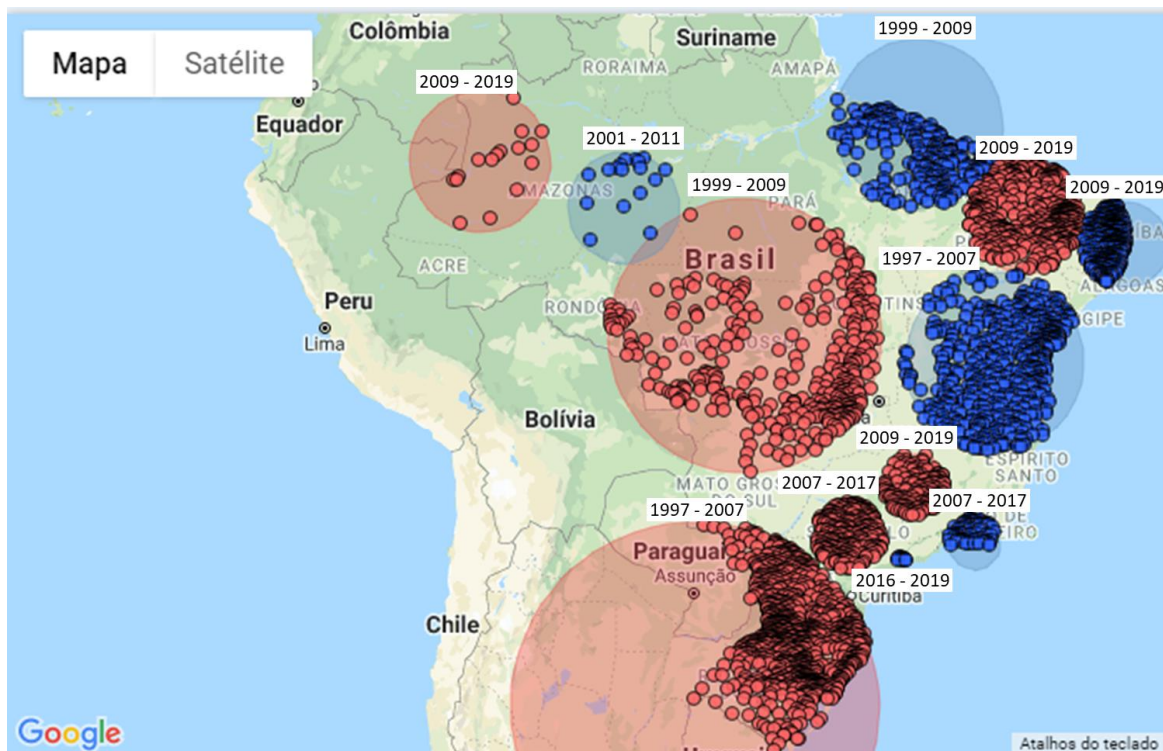 Mapa
Satélite
Colômbia
Suriname
1999 - 2009
RORAIMA
AMAPÁ
2009 - 2019
Equador
2001 - 2011
2009 - 2019
AMAZONAS
1999 - 2009
2009 - 2019
PARÁ
Brasil
ACRE
1997 - 2007
ALAGOAS
Peru
Lima
GIPE
Bolívia
2009 - 2019
ESPÍRITO
SANTO
MATO GROS
DO SUL
2007 - 2017
2007 - 2017
1997 - 2007
Paraguai
Assunção
2016 - 2019
Curitiba
Chile
Google
Atalhos do teclado